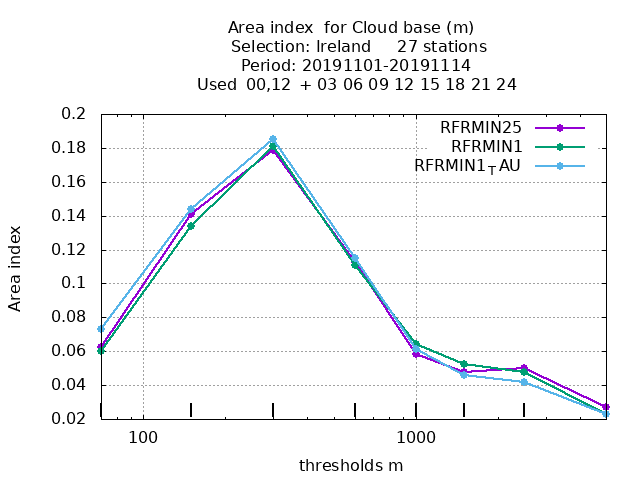 Area index  for Cloud base (m)
Selection: Ireland     27 stations
Period: 20191101-20191114
Used  00,12  + 03 06 09 12 15 18 21 24
RFRMIN25
RFRMIN1
RFRMIN1TAU
0.2
0.18
0.16
0.14
0.12
0.1
0.08
0.06
0.04
0.02
Area index
100
1000
thresholds m